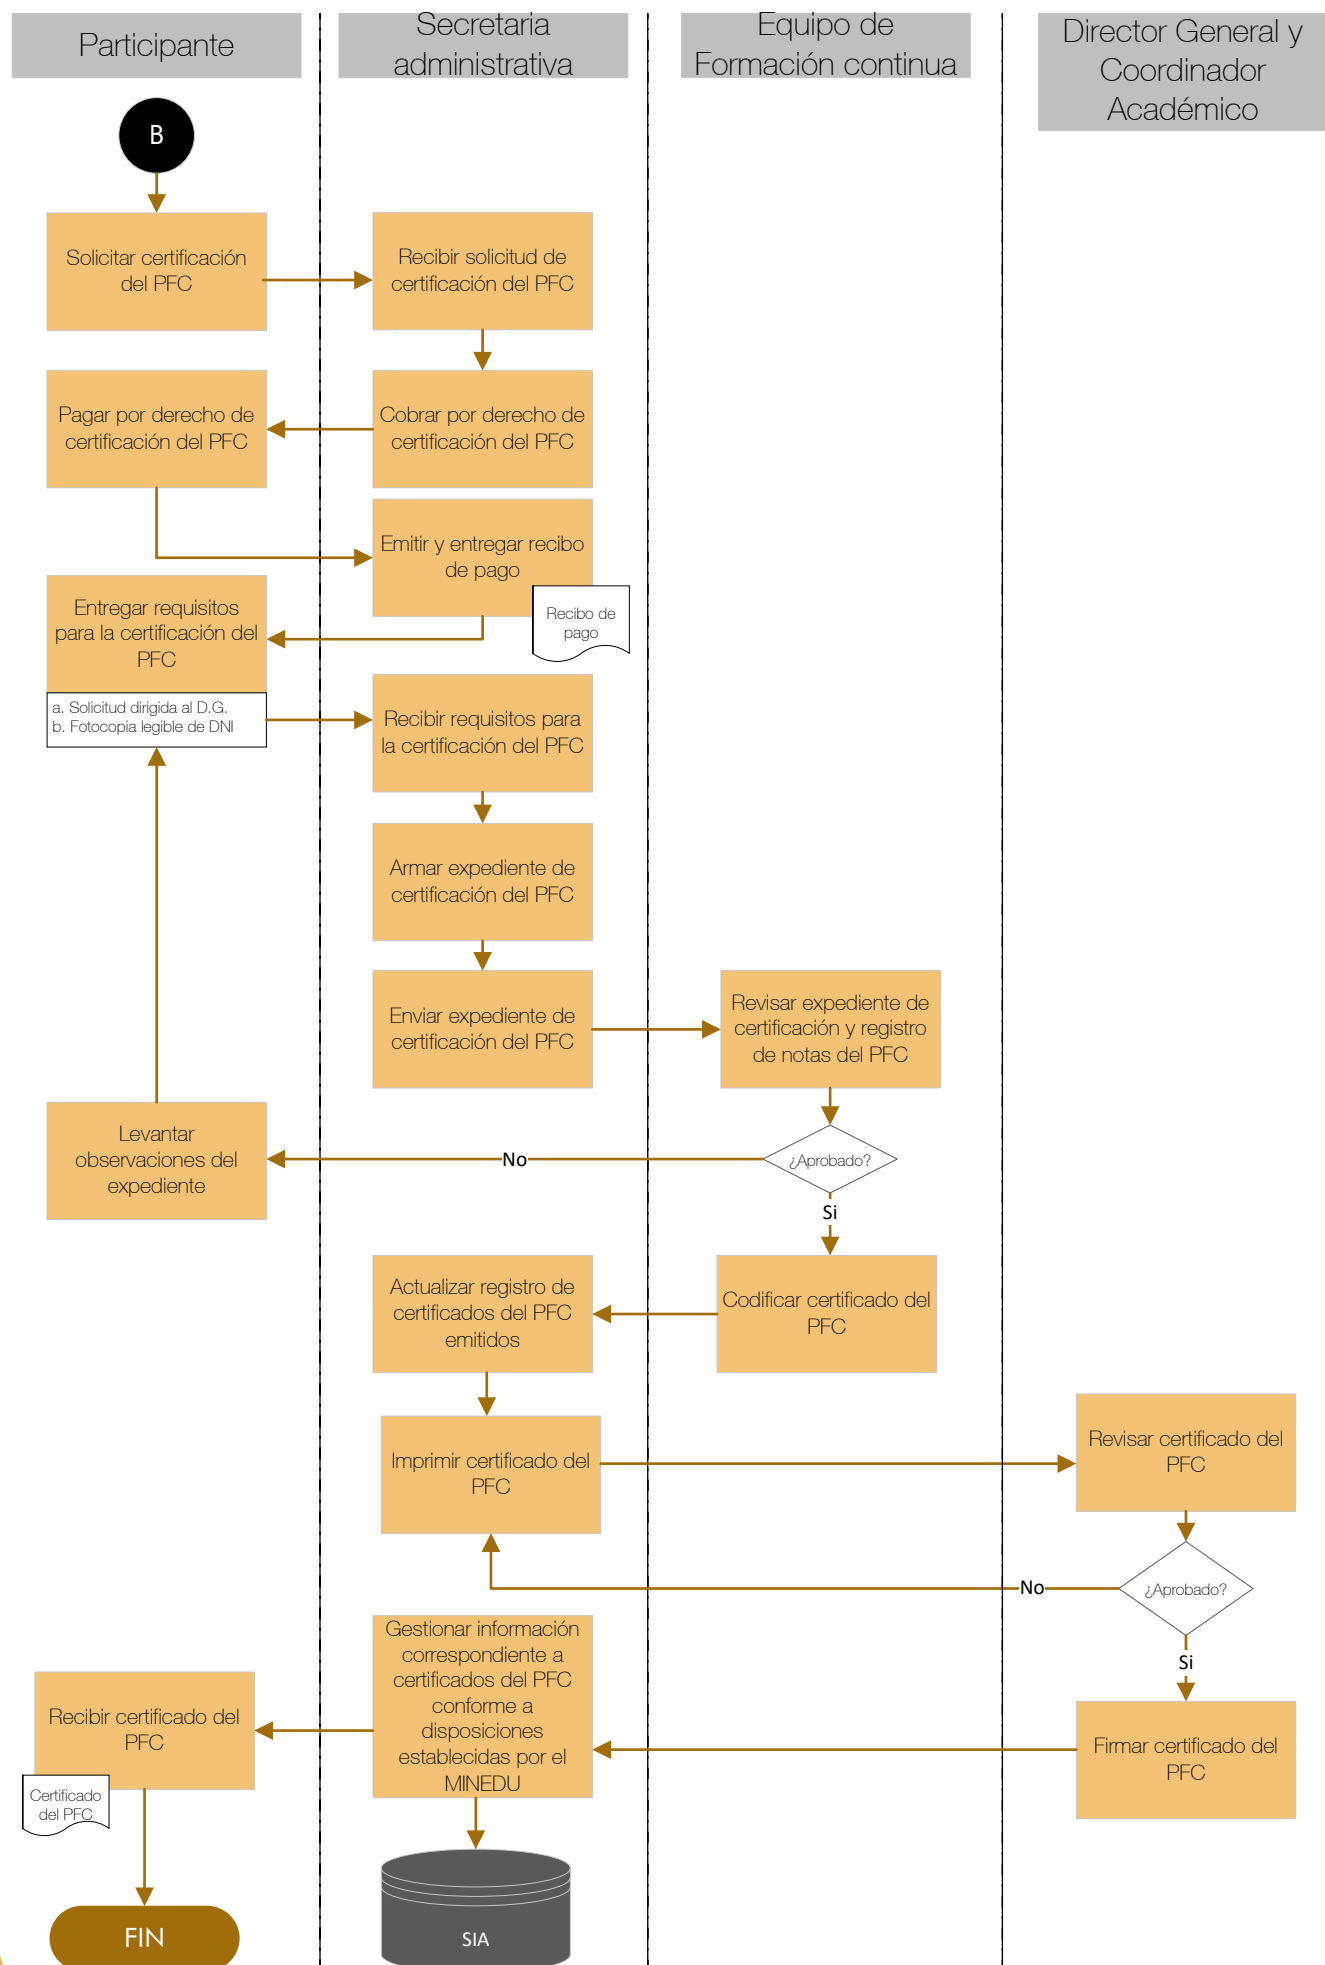 Participante
Secretaria
administrativa
Equipo de
Formación continua
Director General y
Coordinador
Académico
B
Solicitar certificación
del PFC
Recibir solicitud de
certificación del PFC
Pagar por derecho de
certificación del PFC
Cobrar por derecho de
certificación del PFC
Emitir y entregar recibo
de pago
Recibo de
pago
Entregar requisitos
para la certificación del
PFC
a. Solicitud dirigida al D.G.
b. Fotocopia legible de DNI
Recibir requisitos para
la certificación del PFC
Armar expediente de
certificación del PFC
Enviar expediente de
certificación del PFC
Revisar expediente de
certificación y registro
de notas del PFC
Levantar
observaciones del
expediente
No
¿Aprobado?
Si
Actualizar registro de
certificados del PFC
emitidos
Codificar certificado del
PFC
Imprimir certificado del
PFC
Revisar certificado del
PFC
No
¿Aprobado?
Si
Gestionar información
correspondiente a
certificados del PFC
conforme a
disposiciones
establecidas por el
MINEDU
Recibir certificado del
PFC
Certificado
del PFC
Firmar certificado del
PFC
FIN
SIA